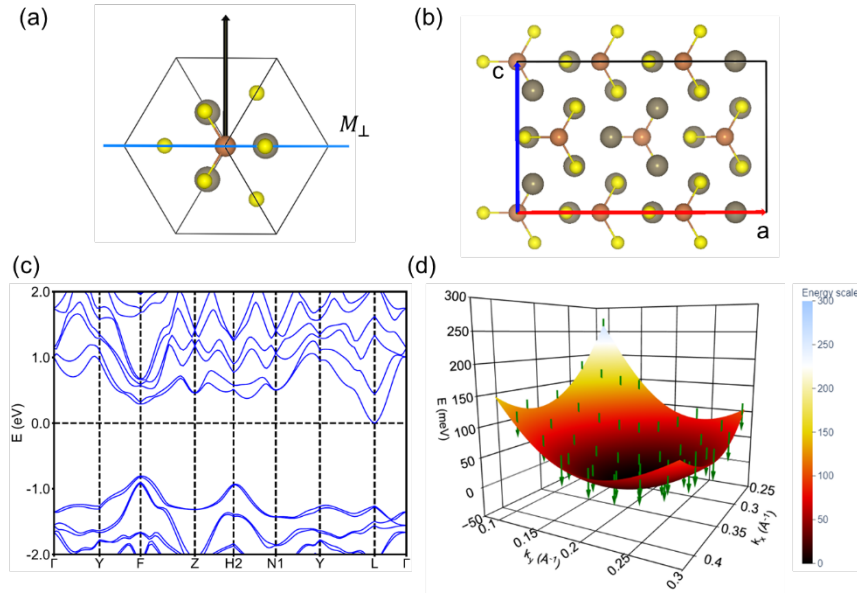 (a)
M⊥
(b)
c
a
(c)
2.0
1.0
0.0
-1.0
-2.0
E (eV)
Γ Y F Z H2 N1 Y L Γ
(d)
300
250
200
150
100
50
0
−50
E (meV)
0.1
0.15
0.2
0.25
0.3
k_y (Å⁻¹)
0.25
0.3
0.35
0.4
k_x (Å⁻¹)
Energy scale
300
250
200
150
100
50
0